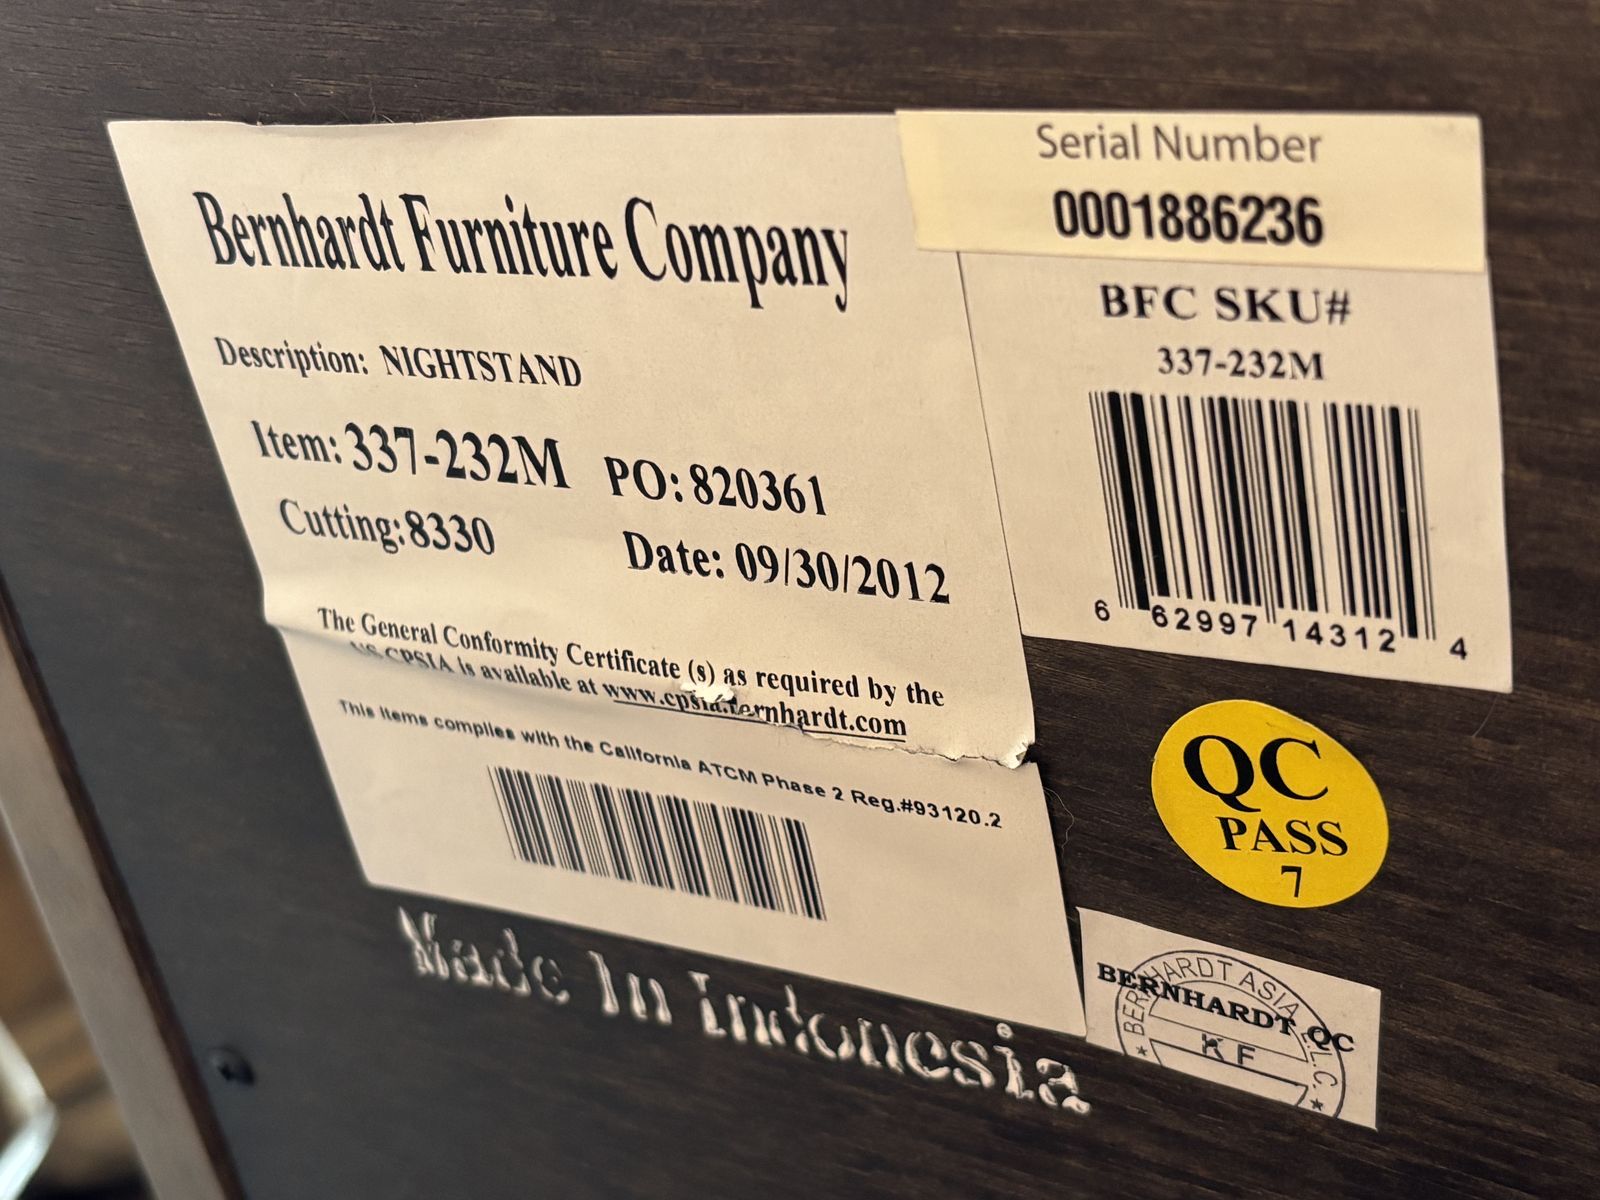 Bernhardt Furniture Company
Description: NIGHTSTAND
Item: 337-232M PO: 820361
Cutting: 8330 Date: 09/30/2012
The General Conformity Certificate (s) as required by the
US CPSIA is available at www.cpsia.bernhardt.com
This items complies with the California ATCM Phase 2 Reg.#93120.2
Serial Number
0001886236
BFC SKU#
337-232M
6 62997 14312 4
QC
PASS
7
Made In Indonesia
BERNHARDT ASIA L.L.C.
BERNHARDT QC
KF